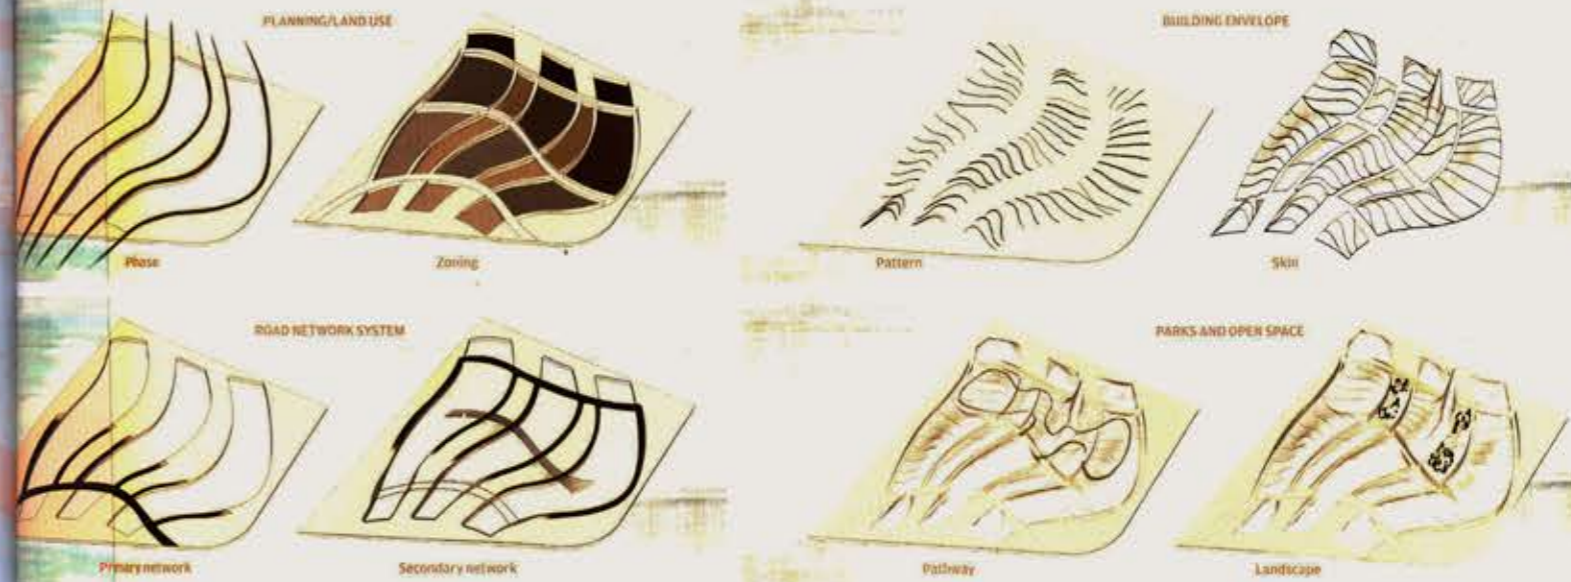 PLANNING/LAND USE
BUILDING ENVELOPE
Phase
Zoning
Pattern
Skin
ROAD NETWORK SYSTEM
PARKS AND OPEN SPACE
Primary network
Secondary network
Pathway
Landscape